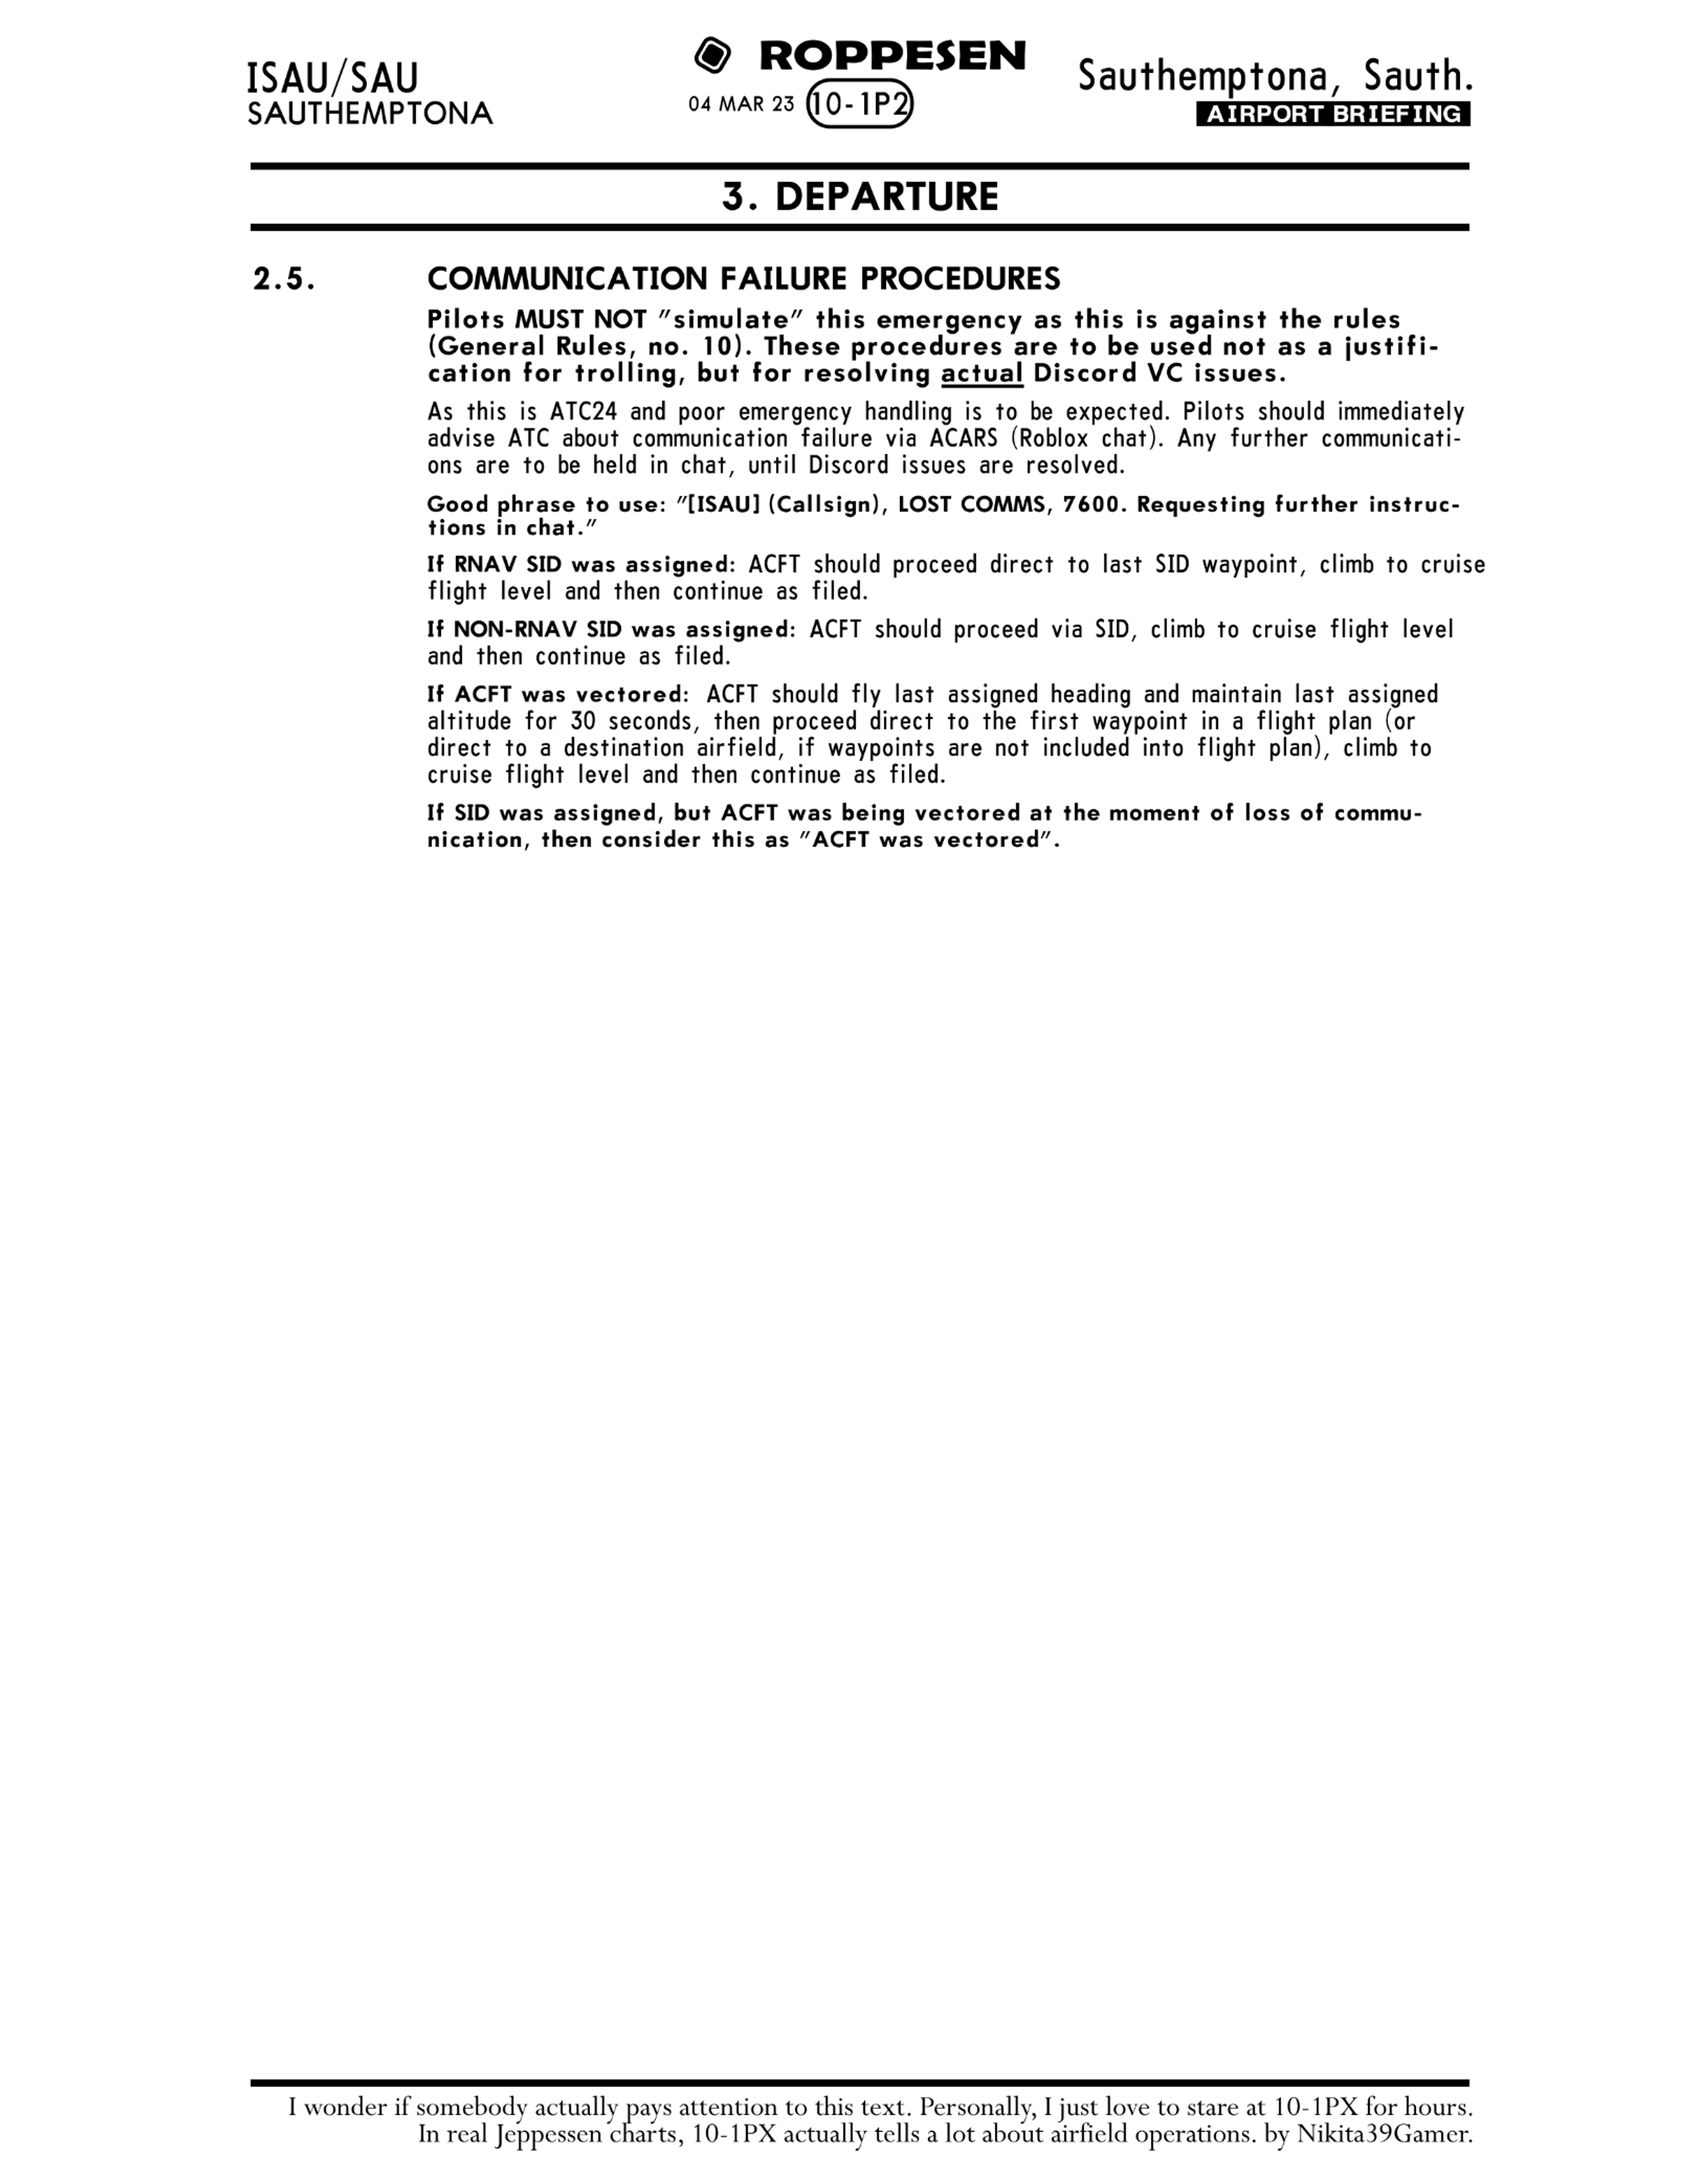 ISAU/SAU
SAUTHEMPTONA
ROPPESEN
04 MAR 23 10-1P2
Sauthemptona, Sauth.
AIRPORT BRIEFING
3. DEPARTURE
2.5. COMMUNICATION FAILURE PROCEDURES
Pilots MUST NOT "simulate" this emergency as this is against the rules
(General Rules, no. 10). These procedures are to be used not as a justifi-
cation for trolling, but for resolving actual Discord VC issues.
As this is ATC24 and poor emergency handling is to be expected. Pilots should immediately
advise ATC about communication failure via ACARS (Roblox chat). Any further communicati-
ons are to be held in chat, until Discord issues are resolved.
Good phrase to use: "[ISAU] (Callsign), LOST COMMS, 7600. Requesting further instruc-
tions in chat."
If RNAV SID was assigned: ACFT should proceed direct to last SID waypoint, climb to cruise
flight level and then continue as filed.
If NON-RNAV SID was assigned: ACFT should proceed via SID, climb to cruise flight level
and then continue as filed.
If ACFT was vectored: ACFT should fly last assigned heading and maintain last assigned
altitude for 30 seconds, then proceed direct to the first waypoint in a flight plan (or
direct to a destination airfield, if waypoints are not included into flight plan), climb to
cruise flight level and then continue as filed.
If SID was assigned, but ACFT was being vectored at the moment of loss of commu-
nication, then consider this as "ACFT was vectored".
I wonder if somebody actually pays attention to this text. Personally, I just love to stare at 10-1PX for hours.
In real Jeppessen charts, 10-1PX actually tells a lot about airfield operations. by Nikita39Gamer.